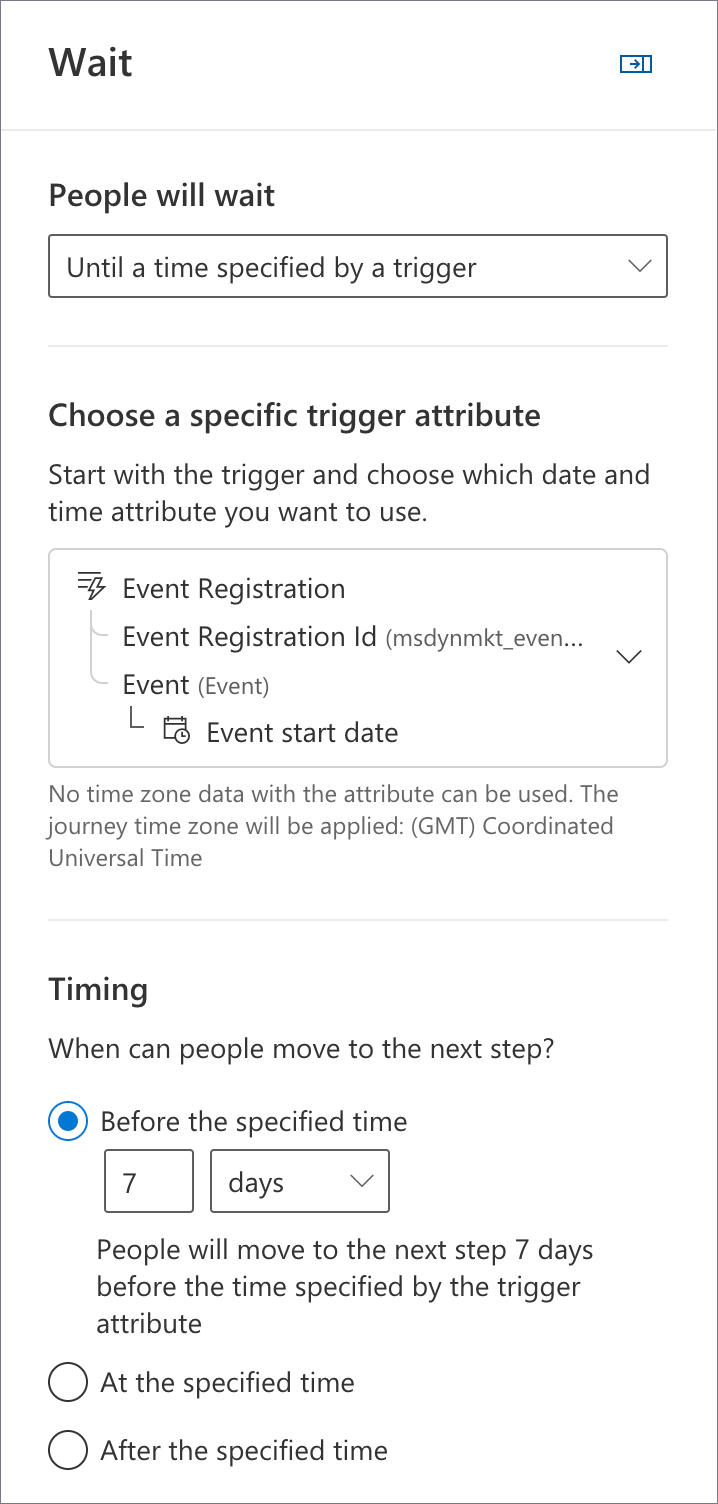 Wait
People will wait
Until a time specified by a trigger
Choose a specific trigger attribute
Start with the trigger and choose which date and
time attribute you want to use.
Event Registration
Event Registration Id (msdynmkt_even...
Event (Event)
Event start date
No time zone data with the attribute can be used. The
journey time zone will be applied: (GMT) Coordinated
Universal Time
Timing
When can people move to the next step?
Before the specified time
7 days
People will move to the next step 7 days
before the time specified by the trigger
attribute
At the specified time
After the specified time